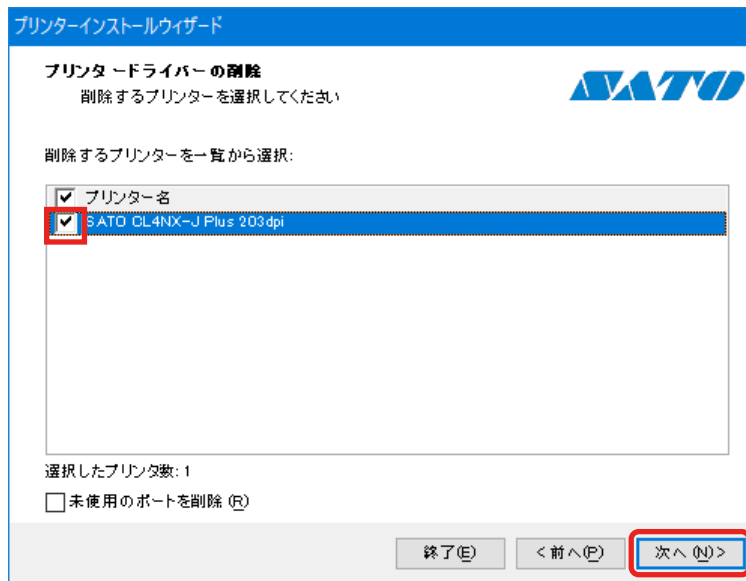 プリンターインストールウィザード
プリンタードライバーの削除
削除するプリンターを選択してください
SATO
削除するプリンターを一覧から選択:
プリンター名
SATO CL4NX-J Plus 203dpi
選択したプリンタ数: 1
未使用のポートを削除 (R)
終了(E)
<前へ(P)
次へ (N)>